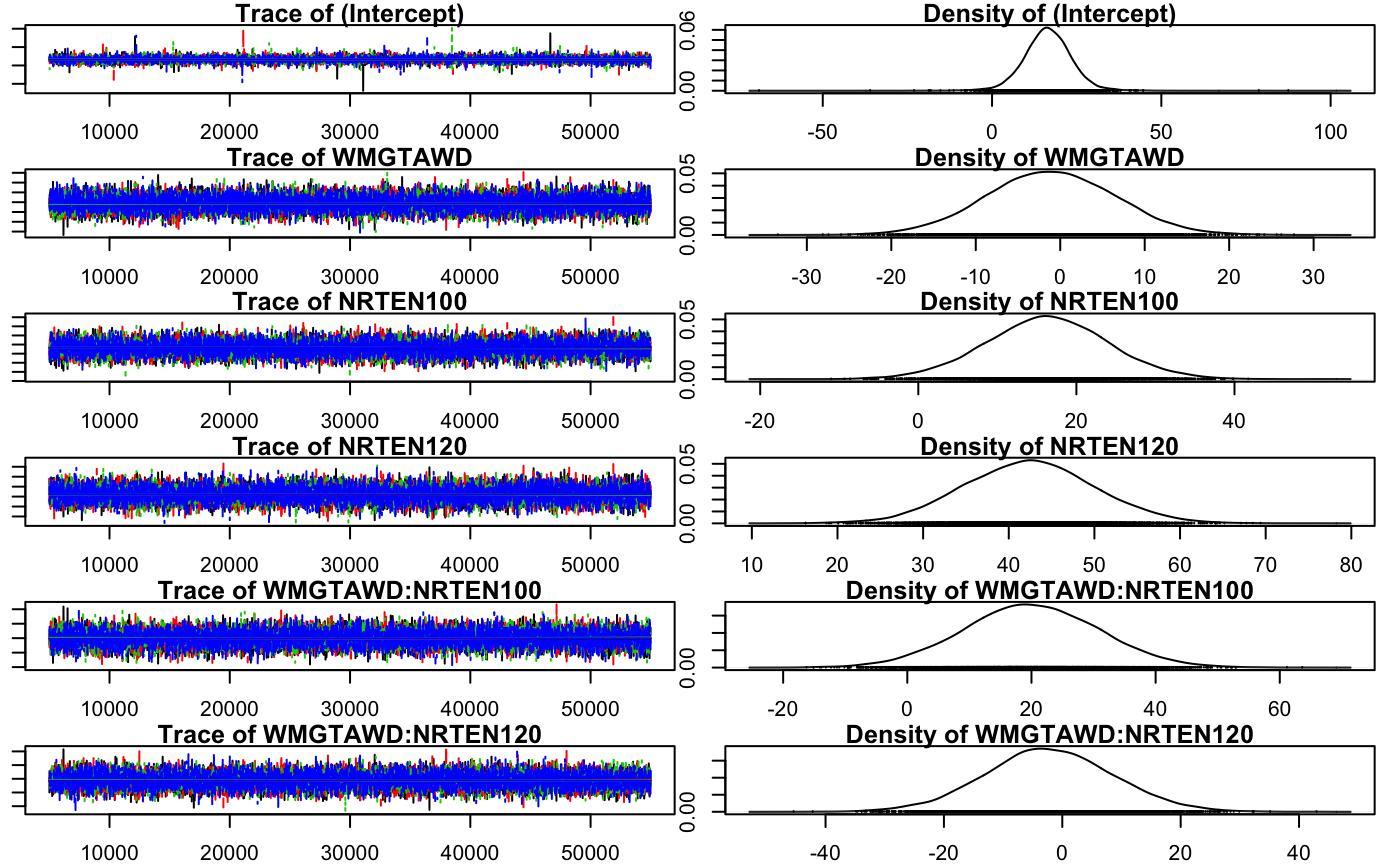 Trace of (Intercept) Density of (Intercept)
0.00 0.06
10000 20000 30000 40000 50000 -50 0 50 100
Trace of WMGTAWD Density of WMGTAWD
0.00 0.05
10000 20000 30000 40000 50000 -30 -20 -10 0 10 20 30
Trace of NRTEN100 Density of NRTEN100
0.00 0.05
10000 20000 30000 40000 50000 -20 0 20 40
Trace of NRTEN120 Density of NRTEN120
0.00 0.05
10000 20000 30000 40000 50000 10 20 30 40 50 60 70 80
Trace of WMGTAWD:NRTEN100 Density of WMGTAWD:NRTEN100
0.00
10000 20000 30000 40000 50000 -20 0 20 40 60
Trace of WMGTAWD:NRTEN120 Density of WMGTAWD:NRTEN120
0.00
10000 20000 30000 40000 50000 -40 -20 0 20 40